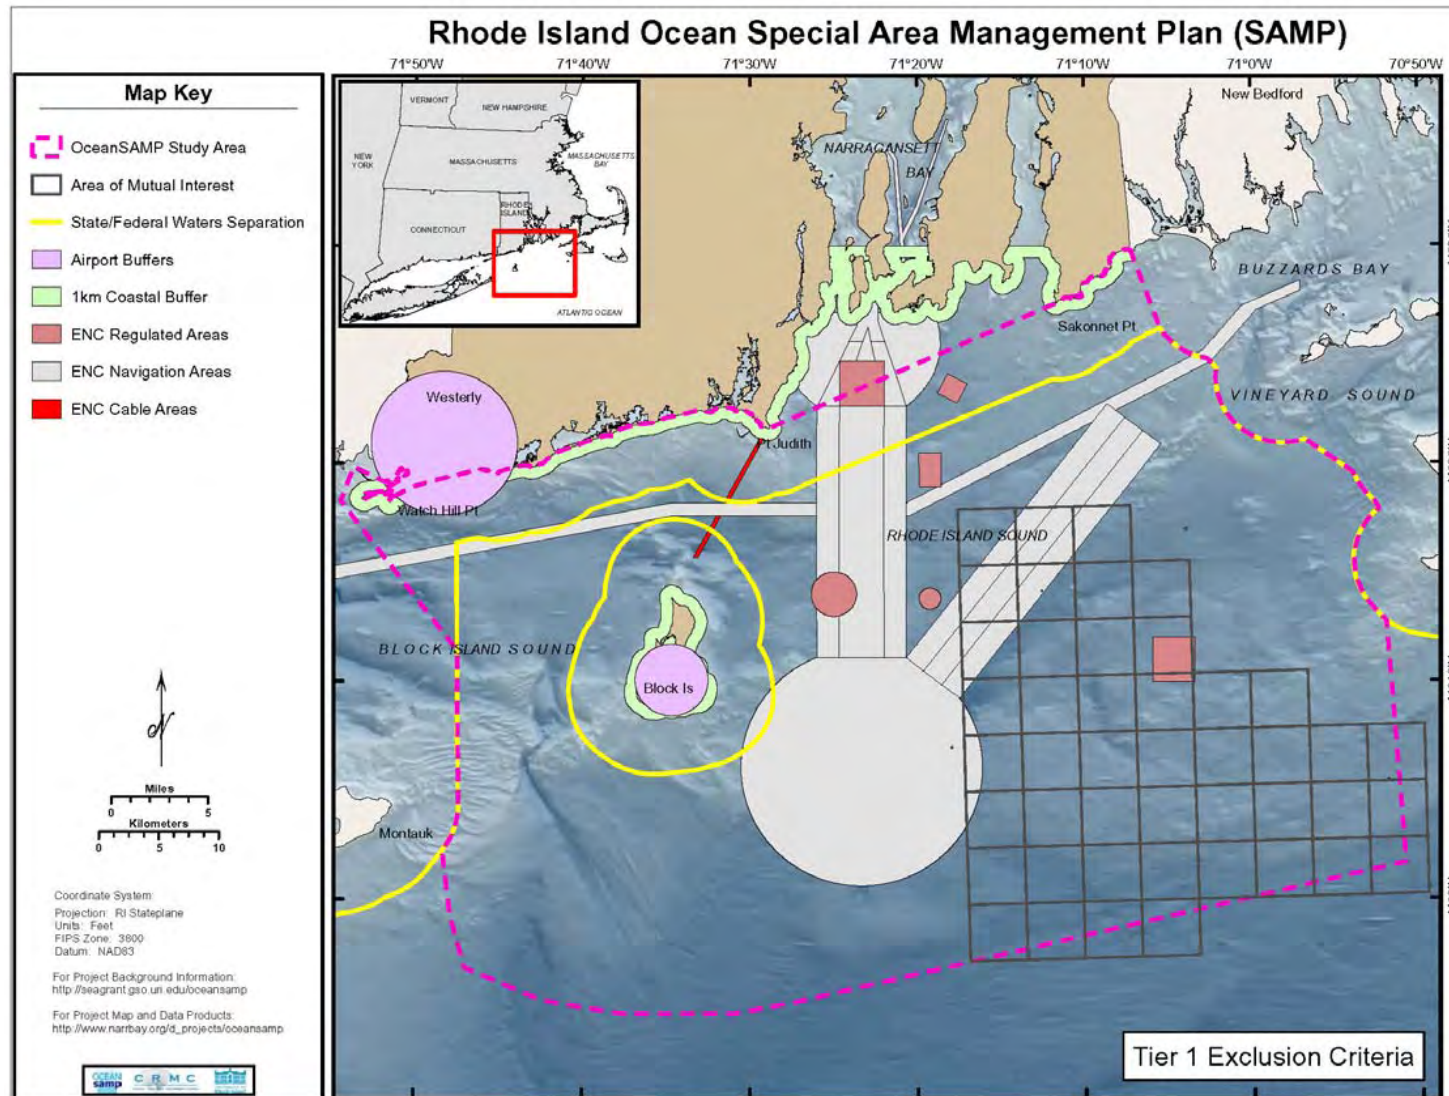 Rhode Island Ocean Special Area Management Plan (SAMP)
71°50'W
71°30'W
71°20'W
71°10'W
71°0'W
70°50'W
Map Key
OceanSAMP Study Area
Area of Mutual Interest
State/Federal Waters Separation
Airport Buffers
1km Coastal Buffer
ENC Regulated Areas
ENC Navigation Areas
ENC Cable Areas
VERMONT
NEW HAMPSHIRE
NEW
YORK
MASSACHUSETTS
MASSACHUSETTS
BAY
RHODE
ISLAND
CONNECTICUT
ATLANTIC OCEAN
New Bedford
NARRAGANSETT
BAY
BUZZARDS BAY
Sakonnet Pt
VINEYARD SOUND
Westerly
Pt Judith
Watch Hill Pt
RHODE ISLAND SOUND
BLOCK ISLAND SOUND
Block Is
Montauk
N
Miles
0 5
Kilometers
0 5 10
Coordinate System:
Projection: RI Stateplane
Units: Feet
FIPS Zone: 3800
Datum: NAD83
For Project Background Information:
http://seagrant.gso.uri.edu/oceansamp
For Project Map and Data Products:
http://www.narrbay.org/d_projects/oceansamp
OCEAN
samp
CRMC
Tier 1 Exclusion Criteria